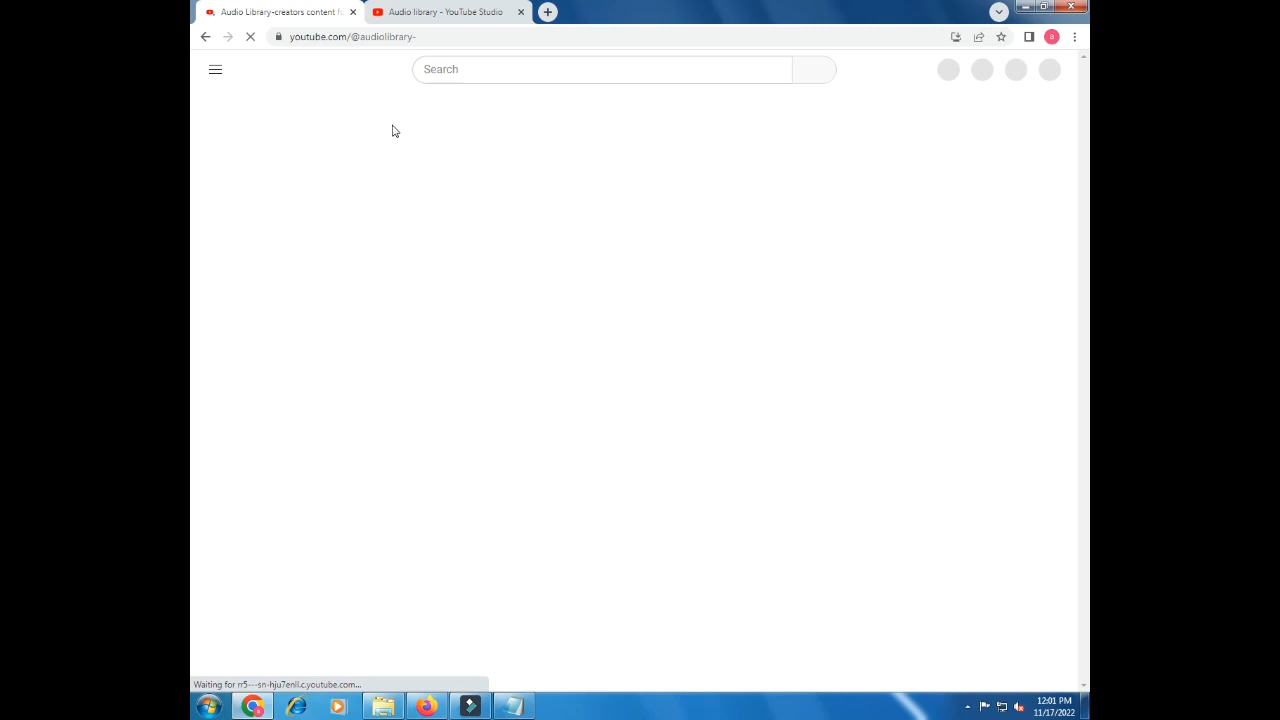 Audio Library-creators content f
Audio library - YouTube Studio
youtube.com/@audiolibrary-
a
Search
Waiting for rr5---sn-hju7enll.c.youtube.com...
12:01 PM
11/17/2022